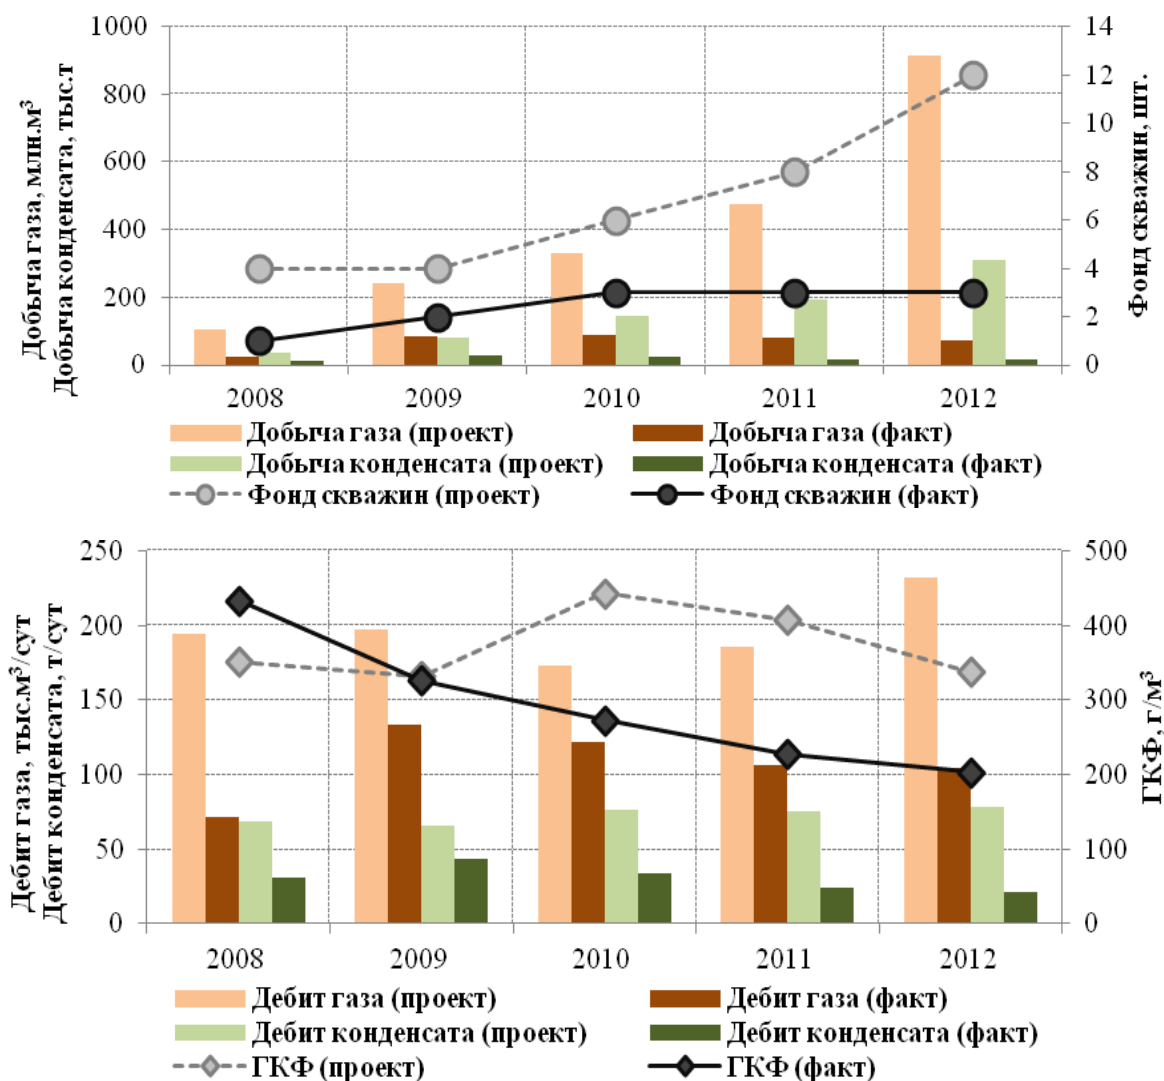 Добыча газа, млн.м³
Добыча конденсата, тыс.т
1000
800
600
400
200
0
14
12
10
8
6
4
2
0
Фонд скважин, шт.
2008 2009 2010 2011 2012
Добыча газа (проект) Добыча газа (факт)
Добыча конденсата (проект) Добыча конденсата (факт)
Фонд скважин (проект) Фонд скважин (факт)
Дебит газа, тыс.м³/сут
Дебит конденсата, т/сут
250
200
150
100
50
0
500
400
300
200
100
0
ГКФ, г/м³
2008 2009 2010 2011 2012
Дебит газа (проект) Дебит газа (факт)
Дебит конденсата (проект) Дебит конденсата (факт)
ГКФ (проект) ГКФ (факт)